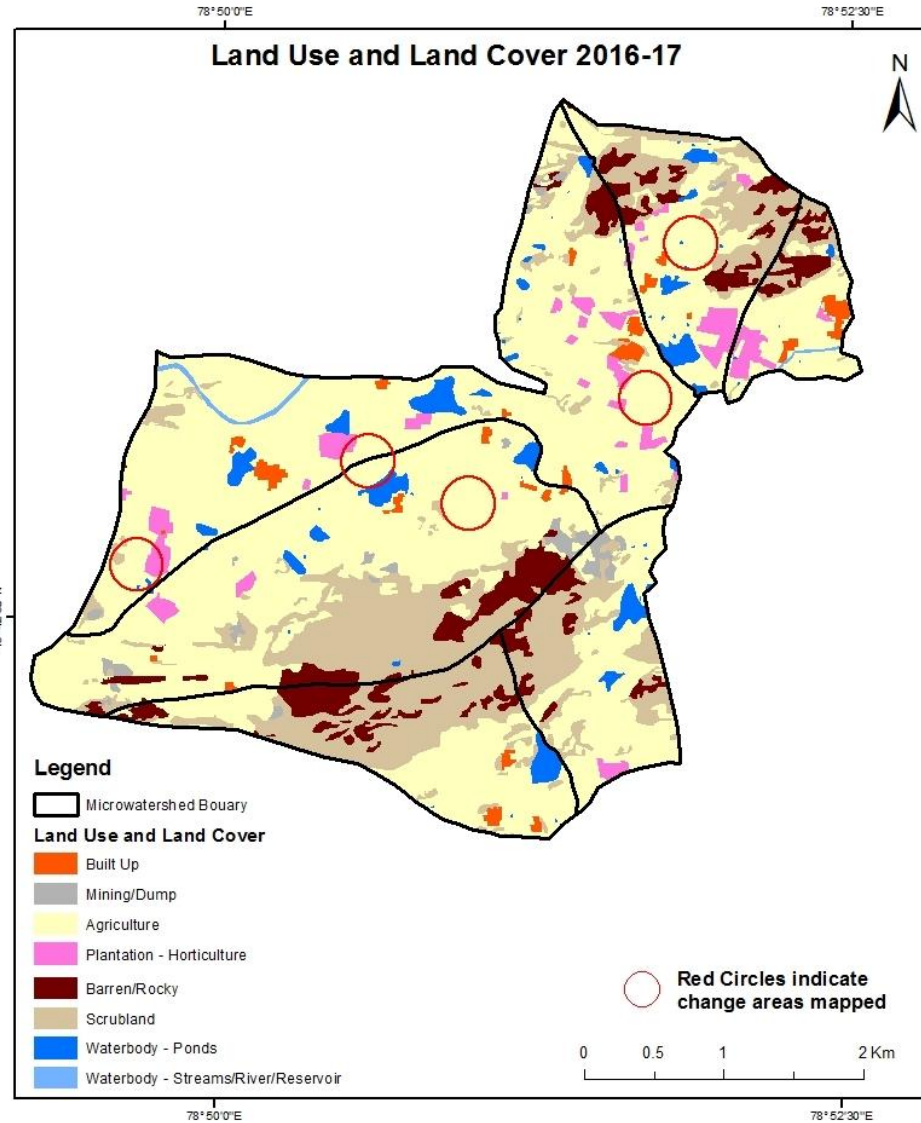 78°50'0"E
78°52'30"E
Land Use and Land Cover 2016-17
N
Legend
Microwatershed Bouary
Land Use and Land Cover
Built Up
Mining/Dump
Agriculture
Plantation - Horticulture
Barren/Rocky
Scrubland
Waterbody - Ponds
Waterbody - Streams/River/Reservoir
Red Circles indicate
change areas mapped
0 0.5 1 2 Km
78°50'0"E
78°52'30"E